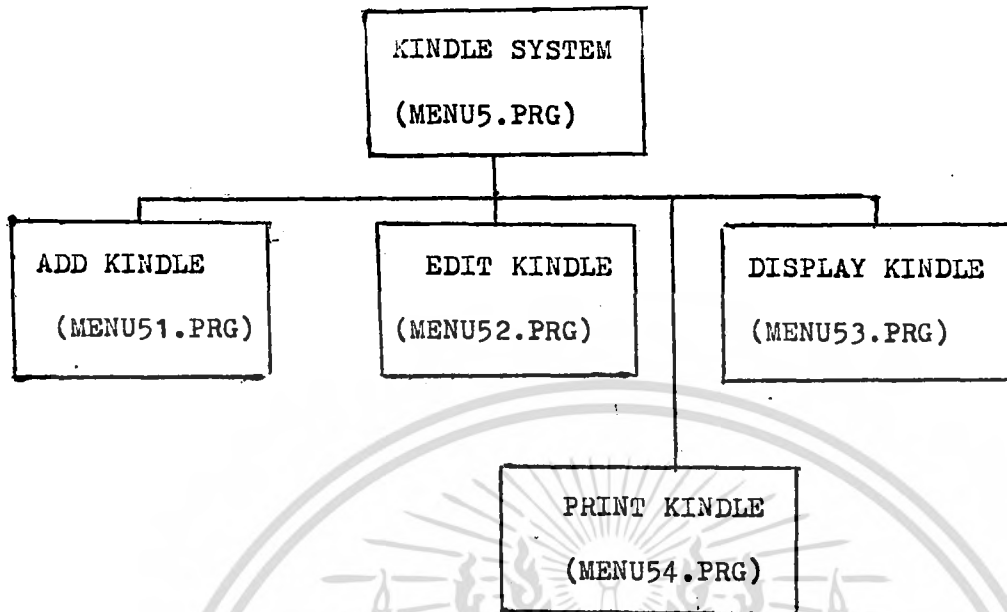 KINDLE SYSTEM
(MENU5.PRG)
ADD KINDLE
(MENU51.PRG)
EDIT KINDLE
(MENU52.PRG)
DISPLAY KINDLE
(MENU53.PRG)
PRINT KINDLE
(MENU54.PRG)